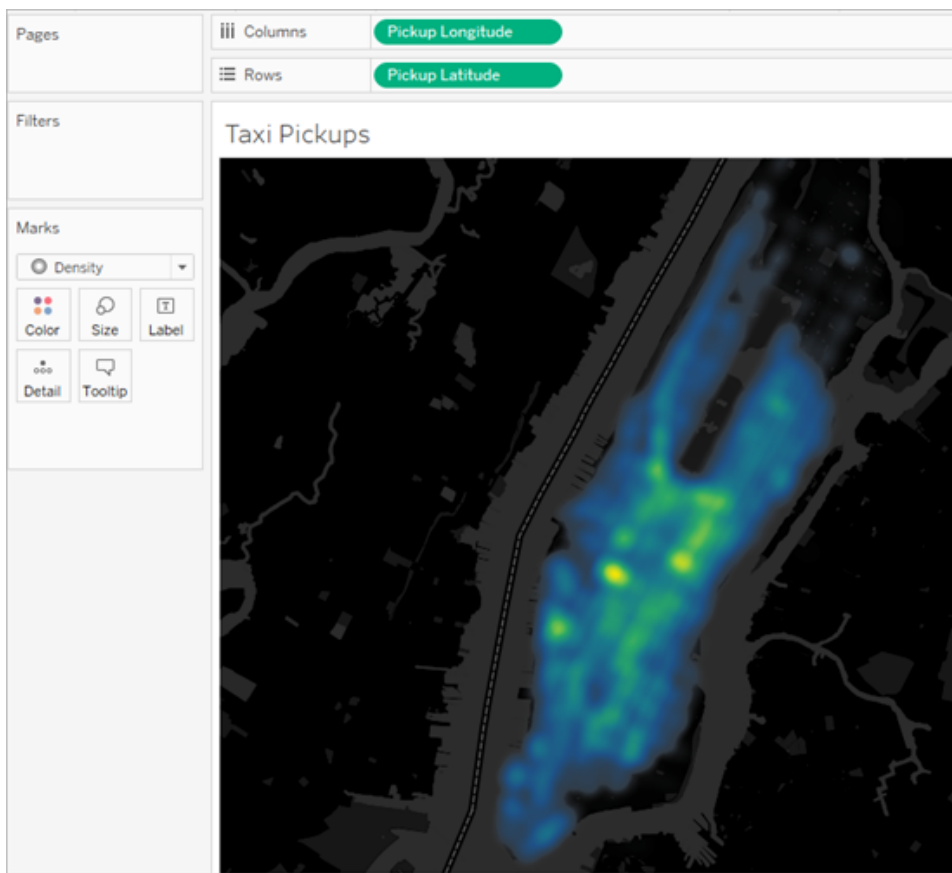 Pages
Columns
Pickup Longitude
Rows
Pickup Latitude
Filters
Taxi Pickups
Marks
Density
Color
Size
T
Label
Detail
Tooltip